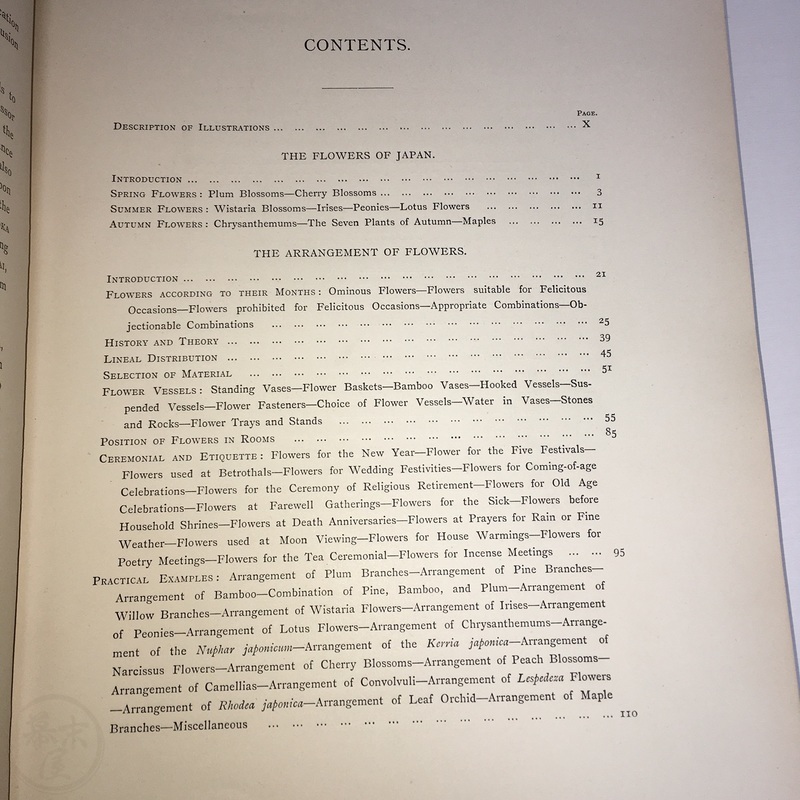 CONTENTS.
PAGE.
DESCRIPTION OF ILLUSTRATIONS ... ... ... ... ... ... ... ... ... ... ... ... ... ... ... X
THE FLOWERS OF JAPAN.
INTRODUCTION ... ... ... ... ... ... ... ... ... ... ... ... ... ... ... ... ... ... ... 1
SPRING FLOWERS: Plum Blossoms—Cherry Blossoms ... ... ... ... ... ... ... ... ... ... 3
SUMMER FLOWERS: Wistaria Blossoms—Irises—Peonies—Lotus Flowers ... ... ... ... ... 11
AUTUMN FLOWERS: Chrysanthemums—The Seven Plants of Autumn—Maples ... ... ... ... 15
THE ARRANGEMENT OF FLOWERS.
INTRODUCTION ... ... ... ... ... ... ... ... ... ... ... ... ... ... ... ... ... ... ... 21
FLOWERS ACCORDING TO THEIR MONTHS: Ominous Flowers—Flowers suitable for Felicitous
Occasions—Flowers prohibited for Felicitous Occasions—Appropriate Combinations—Ob-
jectionable Combinations ... ... ... ... ... ... ... ... ... ... ... ... ... ... ... 25
HISTORY AND THEORY ... ... ... ... ... ... ... ... ... ... ... ... ... ... ... ... ... 39
LINEAL DISTRIBUTION ... ... ... ... ... ... ... ... ... ... ... ... ... ... ... ... ... 45
SELECTION OF MATERIAL ... ... ... ... ... ... ... ... ... ... ... ... ... ... ... ... 51
FLOWER VESSELS: Standing Vases—Flower Baskets—Bamboo Vases—Hooked Vessels—Sus-
pended Vessels—Flower Fasteners—Choice of Flower Vessels—Water in Vases—Stones
and Rocks—Flower Trays and Stands ... ... ... ... ... ... ... ... ... ... ... ... 55
POSITION OF FLOWERS IN ROOMS ... ... ... ... ... ... ... ... ... ... ... ... ... ... 85
CEREMONIAL AND ETIQUETTE: Flowers for the New Year—Flower for the Five Festivals—
Flowers used at Betrothals—Flowers for Wedding Festivities—Flowers for Coming-of-age
Celebrations—Flowers for the Ceremony of Religious Retirement—Flowers for Old Age
Celebrations—Flowers at Farewell Gatherings—Flowers for the Sick—Flowers before
Household Shrines—Flowers at Death Anniversaries—Flowers at Prayers for Rain or Fine
Weather—Flowers used at Moon Viewing—Flowers for House Warmings—Flowers for
Poetry Meetings—Flowers for the Tea Ceremonial—Flowers for Incense Meetings ... ... 95
PRACTICAL EXAMPLES: Arrangement of Plum Branches—Arrangement of Pine Branches—
Arrangement of Bamboo—Combination of Pine, Bamboo, and Plum—Arrangement of
Willow Branches—Arrangement of Wistaria Flowers—Arrangement of Irises—Arrangement
of Peonies—Arrangement of Lotus Flowers—Arrangement of Chrysanthemums—Arrange-
ment of the Nuphar japonicum—Arrangement of the Kerria japonica—Arrangement of
Narcissus Flowers—Arrangement of Cherry Blossoms—Arrangement of Peach Blossoms—
Arrangement of Camellias—Arrangement of Convolvuli—Arrangement of Lespedeza Flowers
—Arrangement of Rhodea japonica—Arrangement of Leaf Orchid—Arrangement of Maple
Branches—Miscellaneous ... ... ... ... ... ... ... ... ... ... ... ... ... ... ... 110